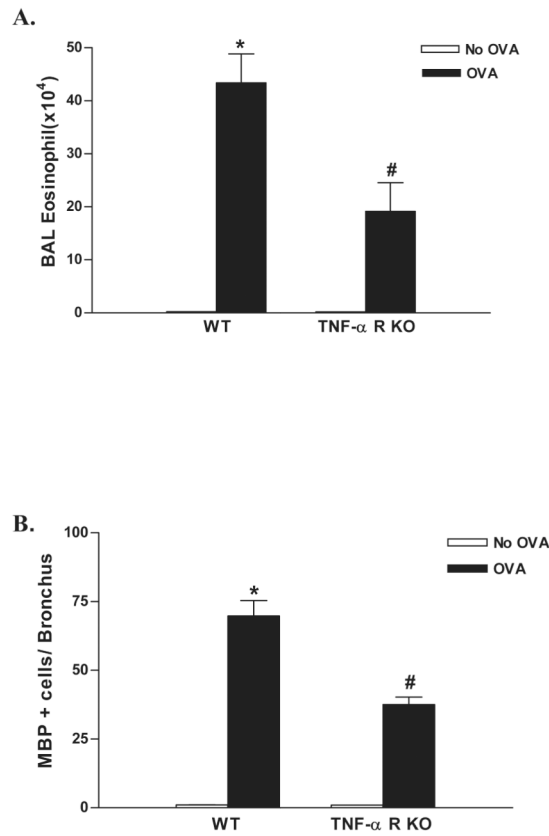 A.
BAL Eosinophil(x10⁴)
50
40
30
20
10
0
*
#
No OVA
OVA
WT
TNF-α R KO
B.
MBP + cells/ Bronchus
100
75
50
25
0
*
#
No OVA
OVA
WT
TNF-α R KO